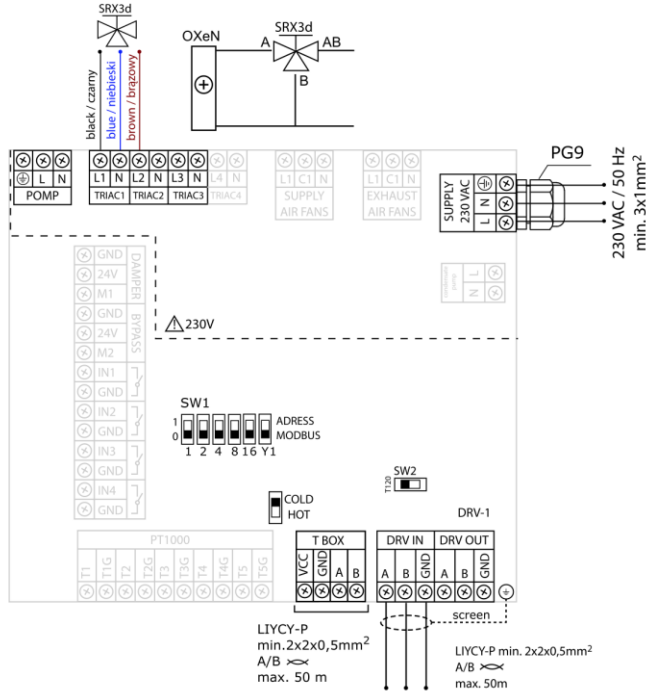 SRX3d
SRX3d
OXeN
A
AB
B
black / czarny
blue / niebieski
brown / brązowy
L N
POMP
L1 N L2 N L3 N L4 N
TRIAC1 TRIAC2 TRIAC3 TRIAC4
L1 C1 N
SUPPLY
AIR FANS
L1 C1 N
EXHAUST
AIR FANS
SUPPLY
230 VAC
L N
PG9
230 VAC / 50 Hz
min. 3x1mm²
N L
GND
24V
M1
DAMPER
GND
24V
M2
BYPASS
IN1
GND
IN2
GND
IN3
GND
IN4
GND
230V
SW1
1
0
ADRESS
MODBUS
1 2 4 8 16 Y1
COLD
HOT
SW2
T120
DRV-1
PT1000
T1 T1G T2 T2G T3 T3G T4 T4G T5 T5G
T BOX
VCC GND A B
DRV IN DRV OUT
A B GND A B GND
screen
LIYCY-P
min.2x2x0,5mm²
A/B
max. 50 m
LIYCY-P min. 2x2x0,5mm²
A/B
max. 50m